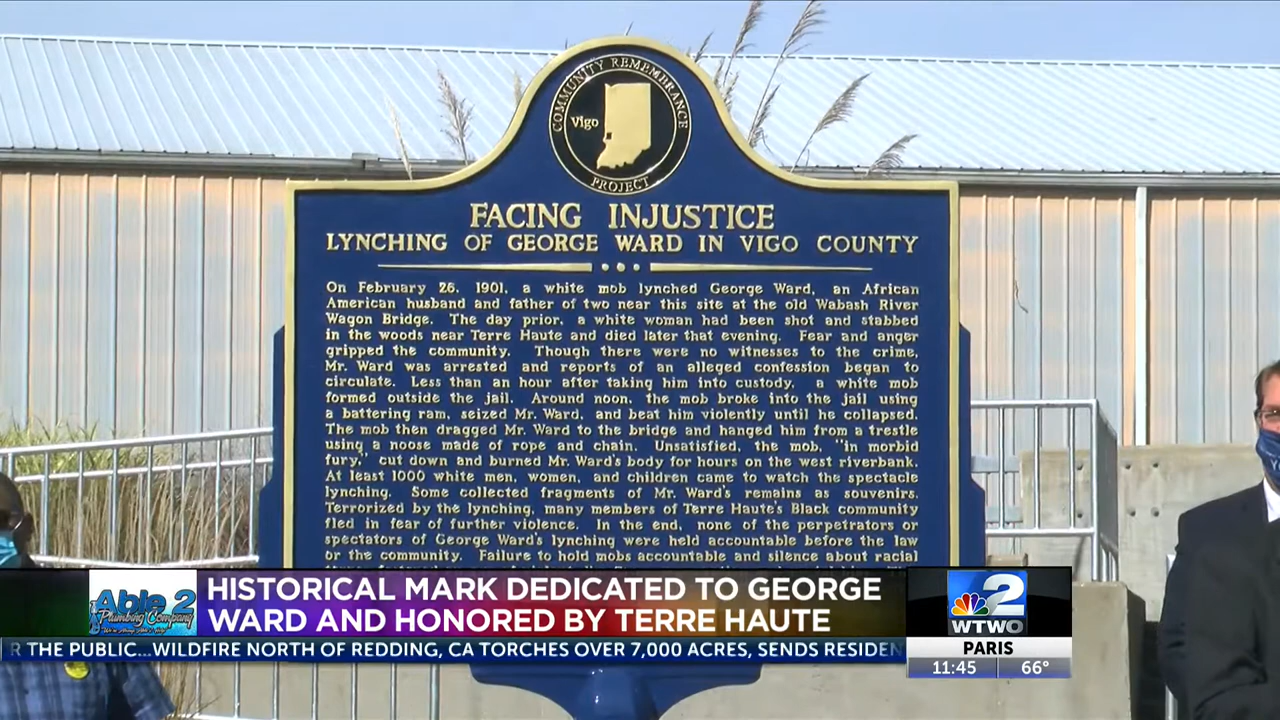 COMMUNITY REMEMBRANCE
Vigo
PROJECT
FACING INJUSTICE
LYNCHING OF GEORGE WARD IN VIGO COUNTY
On February 26, 1901, a white mob lynched George Ward, an African
American husband and father of two near this site at the old Wabash River
Wagon Bridge. The day prior, a white woman had been shot and stabbed
in the woods near Terre Haute and died later that evening. Fear and anger
gripped the community. Though there were no witnesses to the crime,
Mr. Ward was arrested and reports of an alleged confession began to
circulate. Less than an hour after taking him into custody, a white mob
formed outside the jail. Around noon, the mob broke into the jail using
a battering ram, seized Mr. Ward, and beat him violently until he collapsed.
The mob then dragged Mr. Ward to the bridge and hanged him from a trestle
using a noose made of rope and chain. Unsatisfied, the mob, "in morbid
fury," cut down and burned Mr. Ward's body for hours on the west riverbank.
At least 1000 white men, women, and children came to watch the spectacle
lynching. Some collected fragments of Mr. Ward's remains as souvenirs.
Terrorized by the lynching, many members of Terre Haute's Black community
fled in fear of further violence. In the end, none of the perpetrators or
spectators of George Ward's lynching were held accountable before the law
or the community. Failure to hold mobs accountable and silence about racial
Able 2
Plumbing Company
HISTORICAL MARK DEDICATED TO GEORGE
WARD AND HONORED BY TERRE HAUTE
2
WTWO
PARIS
11:45 66°
R THE PUBLIC...WILDFIRE NORTH OF REDDING, CA TORCHES OVER 7,000 ACRES, SENDS RESIDEN